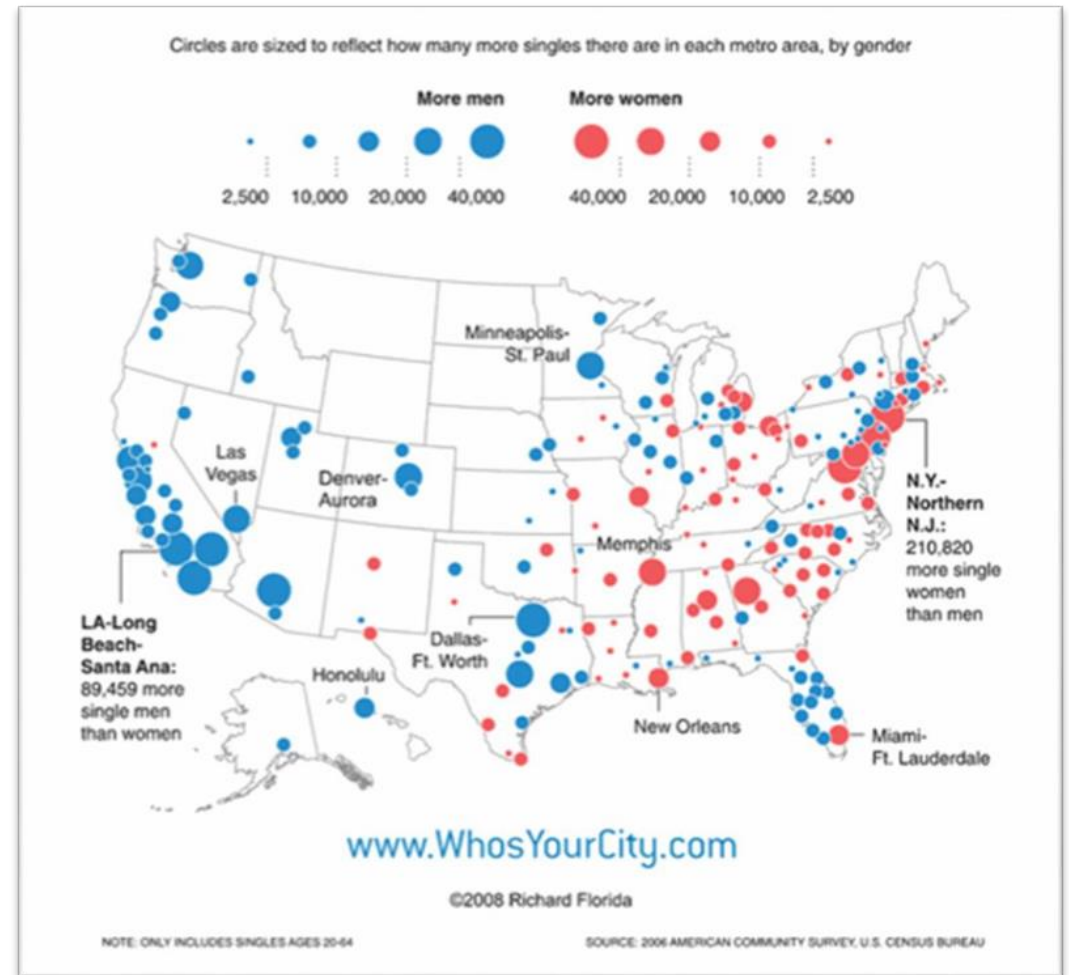 Circles are sized to reflect how many more singles there are in each metro area, by gender
More men
More women
2,500 10,000 20,000 40,000
40,000 20,000 10,000 2,500
Minneapolis-
St. Paul
Las
Vegas
Denver-
Aurora
Memphis
N.Y.-
Northern
N.J.:
210,820
more single
women
than men
LA-Long
Beach-
Santa Ana:
89,459 more
single men
than women
Dallas-
Ft. Worth
Honolulu
New Orleans
Miami-
Ft. Lauderdale
www.WhosYourCity.com
©2008 Richard Florida
NOTE: ONLY INCLUDES SINGLES AGES 20-64
SOURCE: 2006 AMERICAN COMMUNITY SURVEY, U.S. CENSUS BUREAU